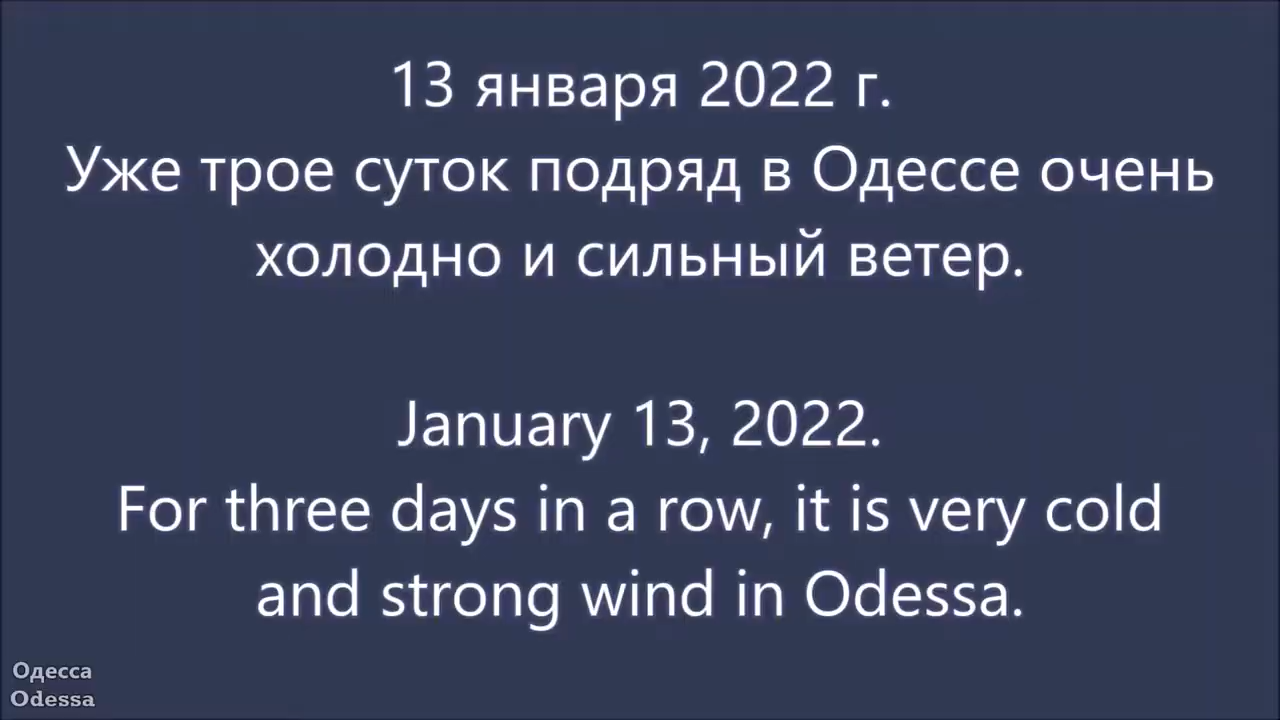 13 января 2022 г.
Уже трое суток подряд в Одессе очень
холодно и сильный ветер.
January 13, 2022.
For three days in a row, it is very cold
and strong wind in Odessa.
Одесса
Odessa